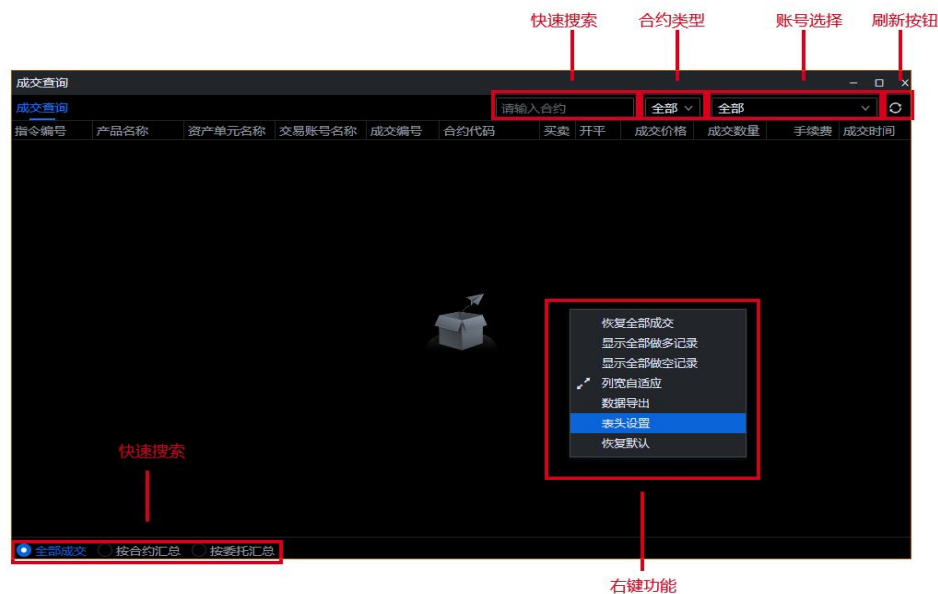 快速搜索 合约类型 账号选择 刷新按钮
成交查询
成交查询 请输入合约 全部 全部
指令编号 产品名称 资产单元名称 交易账号名称 成交编号 合约代码 买卖 开平 成交价格 成交数量 手续费 成交时间
恢复全部成交
显示全部做多记录
显示全部做空记录
列宽自适应
数据导出
表头设置
恢复默认
快速搜索
全部成交 按合约汇总 按委托汇总
右键功能